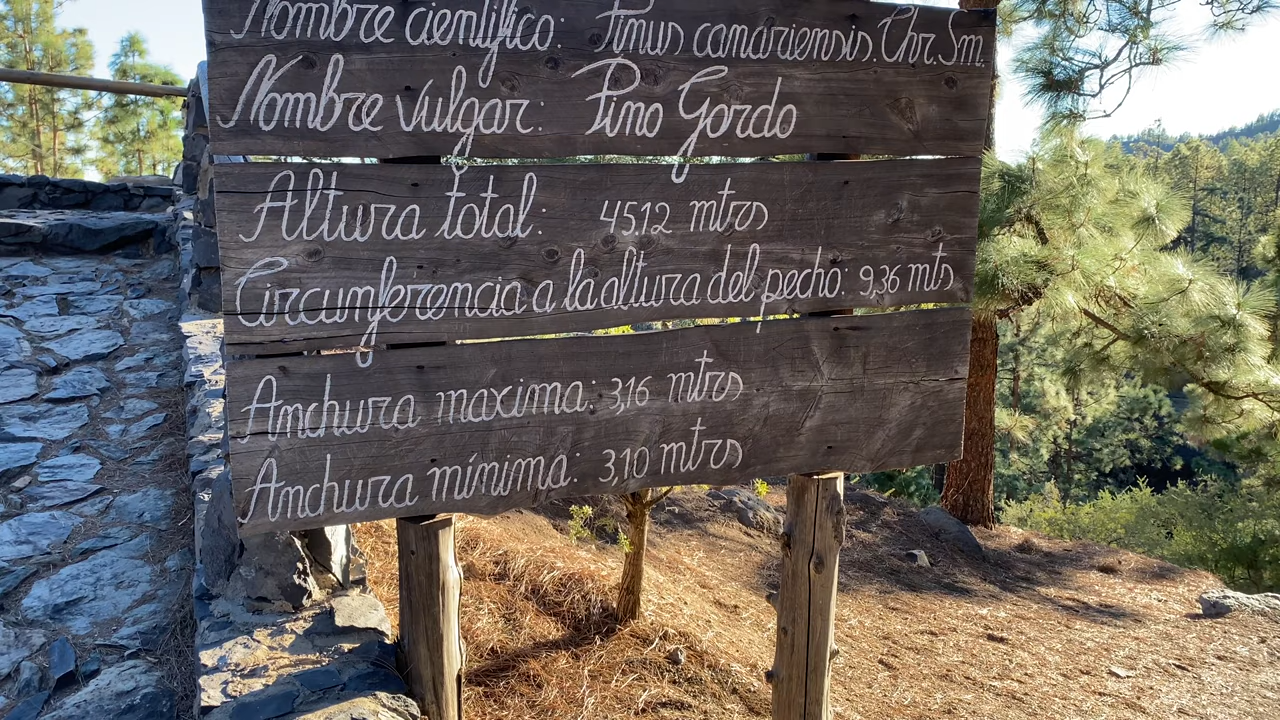 Nombre científico: Pinus canariensis. Chr. Sm.
Nombre vulgar: Pino Gordo
Altura total: 45.12 mtrs
Circunferencia a la altura del pecho: 9,36 mts
Anchura maxima: 3,16 mtrs
Anchura mínima: 3,10 mtrs